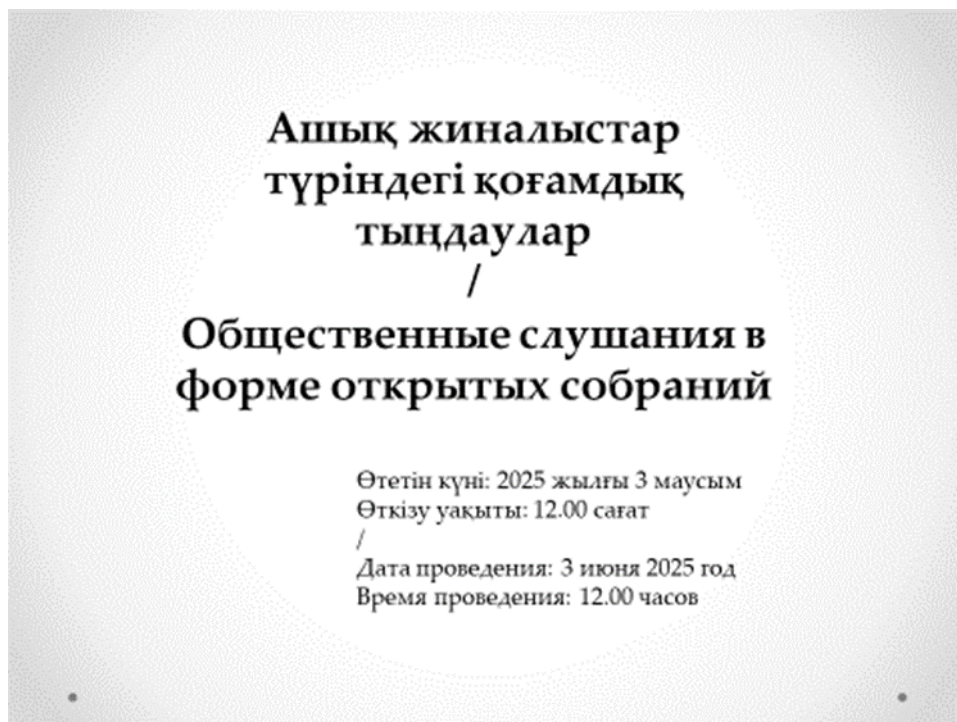 Ашық жиналыстар
түріндегі қоғамдық
тыңдаулар
/
Общественные слушания в
форме открытых собраний
Өтетін күні: 2025 жылғы 3 маусым
Өткізу уақыты: 12.00 сағат
/
Дата проведения: 3 июня 2025 год
Время проведения: 12.00 часов